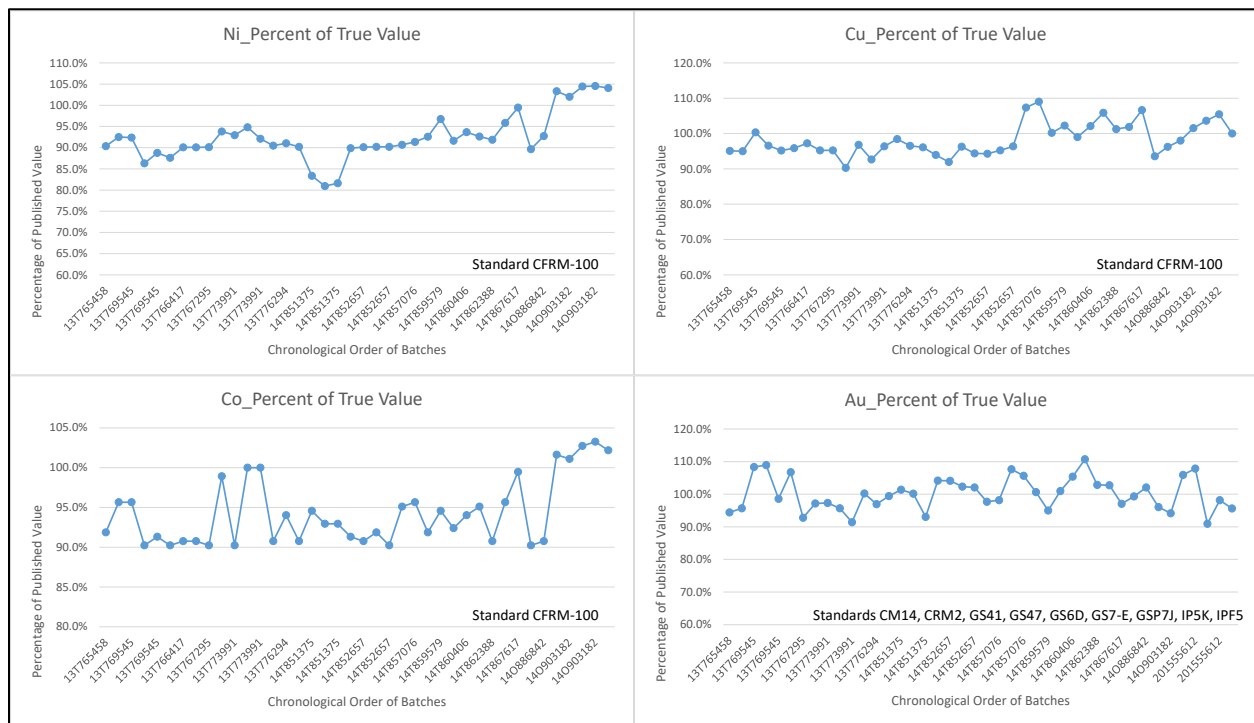 Ni_Percent of True Value
Percentage of Published Value
110.0%
105.0%
100.0%
95.0%
90.0%
85.0%
80.0%
75.0%
70.0%
65.0%
60.0%
Standard CFRM-100
13T765458
13T769545
13T769545
13T766417
13T767295
13T773991
13T773991
13T776294
14T851375
14T851375
14T852657
14T852657
14T857076
14T859579
14T860406
14T862388
14T867617
14O886842
14O903182
14O903182
Chronological Order of Batches
Cu_Percent of True Value
Percentage of Published Value
120.0%
110.0%
100.0%
90.0%
80.0%
70.0%
60.0%
Standard CFRM-100
13T765458
13T769545
13T769545
13T766417
13T767295
13T773991
13T773991
13T776294
14T851375
14T851375
14T852657
14T852657
14T857076
14T859579
14T860406
14T862388
14T867617
14O886842
14O903182
14O903182
Chronological Order of Batches
Co_Percent of True Value
Percentage of Published Value
105.0%
100.0%
95.0%
90.0%
85.0%
80.0%
Standard CFRM-100
13T765458
13T769545
13T769545
13T766417
13T767295
13T773991
13T773991
13T776294
14T851375
14T851375
14T852657
14T852657
14T857076
14T859579
14T860406
14T862388
14T867617
14O886842
14O903182
14O903182
Chronological Order of Batches
Au_Percent of True Value
Percentage of Published Value
120.0%
110.0%
100.0%
90.0%
80.0%
70.0%
60.0%
Standards CM14, CRM2, GS41, GS47, GS6D, GS7-E, GSP7J, IP5K, IPF5
13T765458
13T769545
13T769545
13T767295
13T773991
13T773991
13T776294
14T851375
14T851375
14T852657
14T852657
14T857076
14T857076
14T859579
14T860406
14T862388
14T867617
14O886842
14O903182
201555612
201555612
Chronological Order of Batches